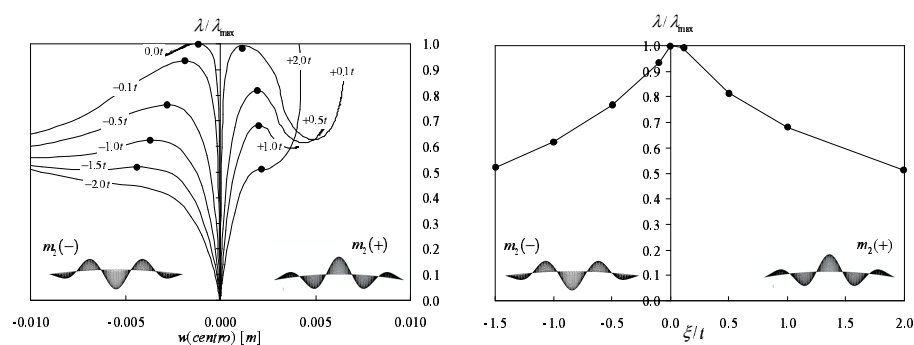 λ/λmax
1.0
0.9
0.8
0.7
0.6
0.5
0.4
0.3
0.2
0.1
0.0
0.0t
−0.1t
−0.5t
−1.0t
−1.5t
−2.0t
+2.0t
+0.1t
+0.5t
+1.0t
m2(−)
m2(+)
-0.010 -0.005 0.000 0.005 0.010
w(centro) [m]
λ/λmax
1.0
0.9
0.8
0.7
0.6
0.5
0.4
0.3
0.2
0.1
0.0
m2(−)
m2(+)
-1.5 -1.0 -0.5 0.0 0.5 1.0 1.5 2.0
ξ/t